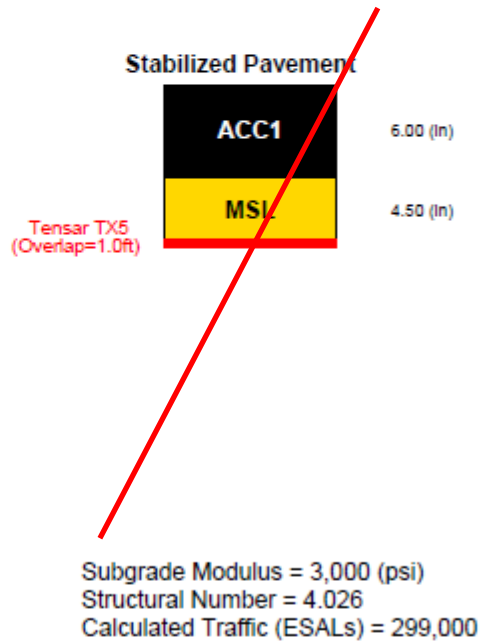 Stabilized Pavement
ACC1
6.00 (in)
MSL
4.50 (in)
Tensar TX5
(Overlap=1.0ft)
Subgrade Modulus = 3,000 (psi)
Structural Number = 4.026
Calculated Traffic (ESALs) = 299,000